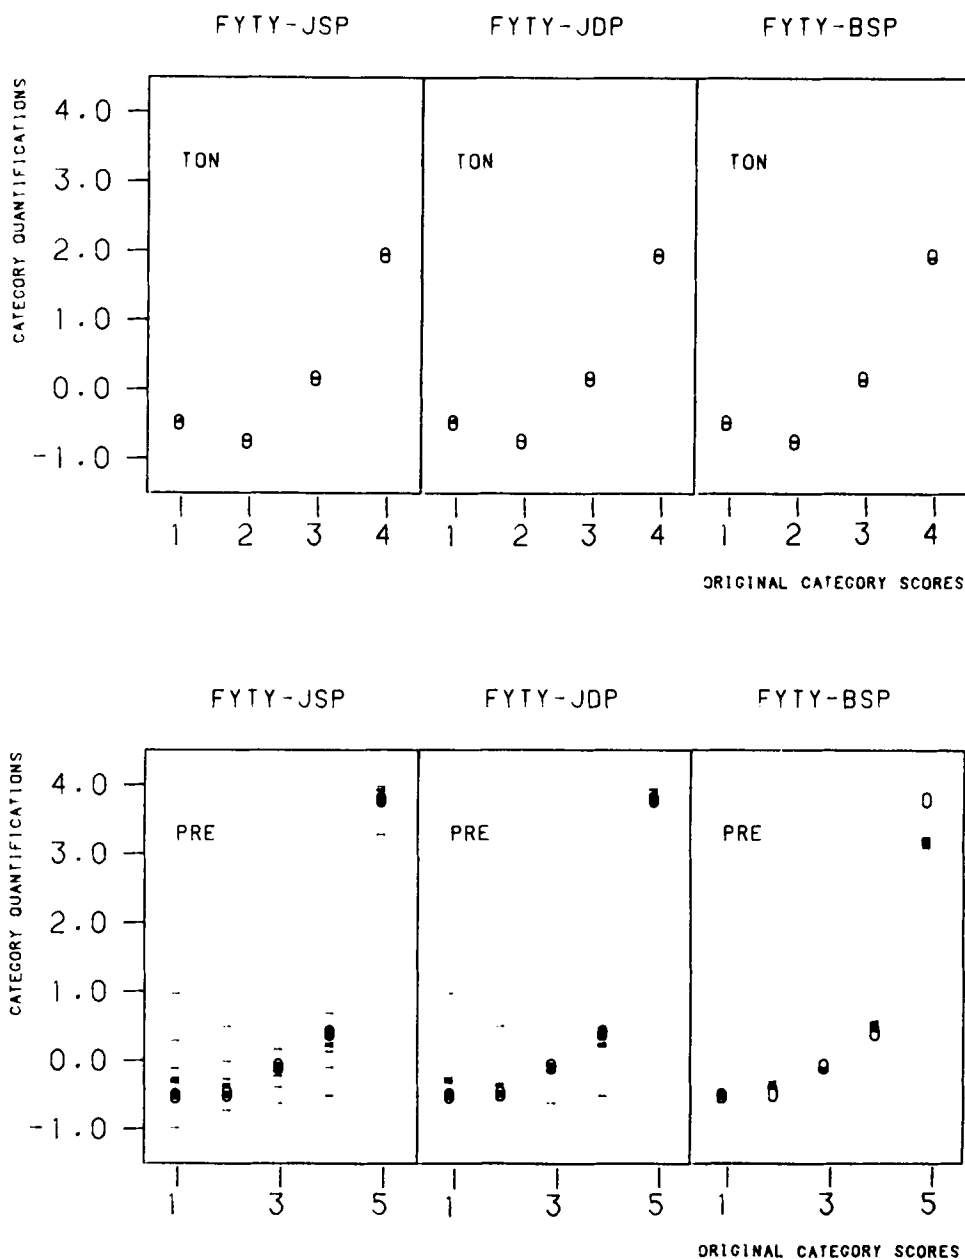 FYTY-JSP FYTY-JDP FYTY-BSP
CATEGORY QUANTIFICATIONS
4.0
3.0
2.0
1.0
0.0
-1.0
TON TON TON
1 2 3 4 1 2 3 4 1 2 3 4
ORIGINAL CATEGORY SCORES
FYTY-JSP FYTY-JDP FYTY-BSP
CATEGORY QUANTIFICATIONS
4.0
3.0
2.0
1.0
0.0
-1.0
PRE PRE PRE
1 3 5 1 3 5 1 3 5
ORIGINAL CATEGORY SCORES